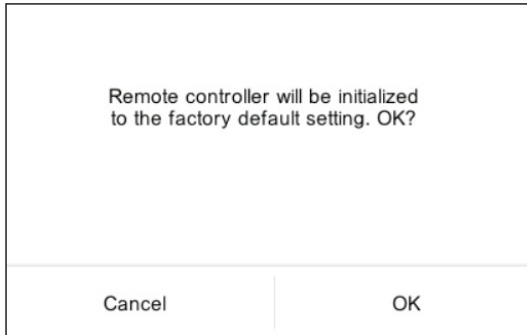 Remote controller will be initialized
to the factory default setting. OK?
Cancel
OK